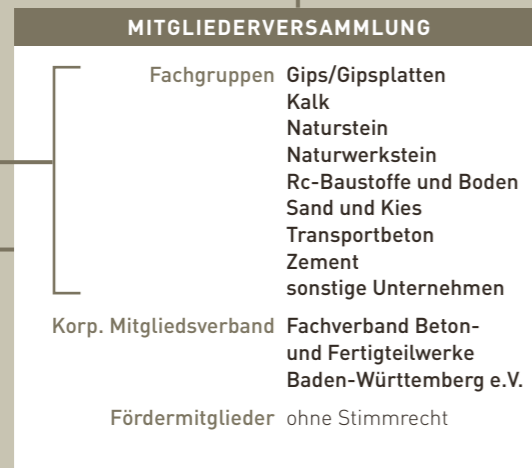 MITGLIEDERVERSAMMLUNG
Fachgruppen Gips/Gipsplatten
Kalk
Naturstein
Naturwerkstein
Rc-Baustoffe und Boden
Sand und Kies
Transportbeton
Zement
sonstige Unternehmen
Korp. Mitgliedsverband Fachverband Beton-
und Fertigteilwerke
Baden-Württemberg e.V.
Fördermitglieder ohne Stimmrecht